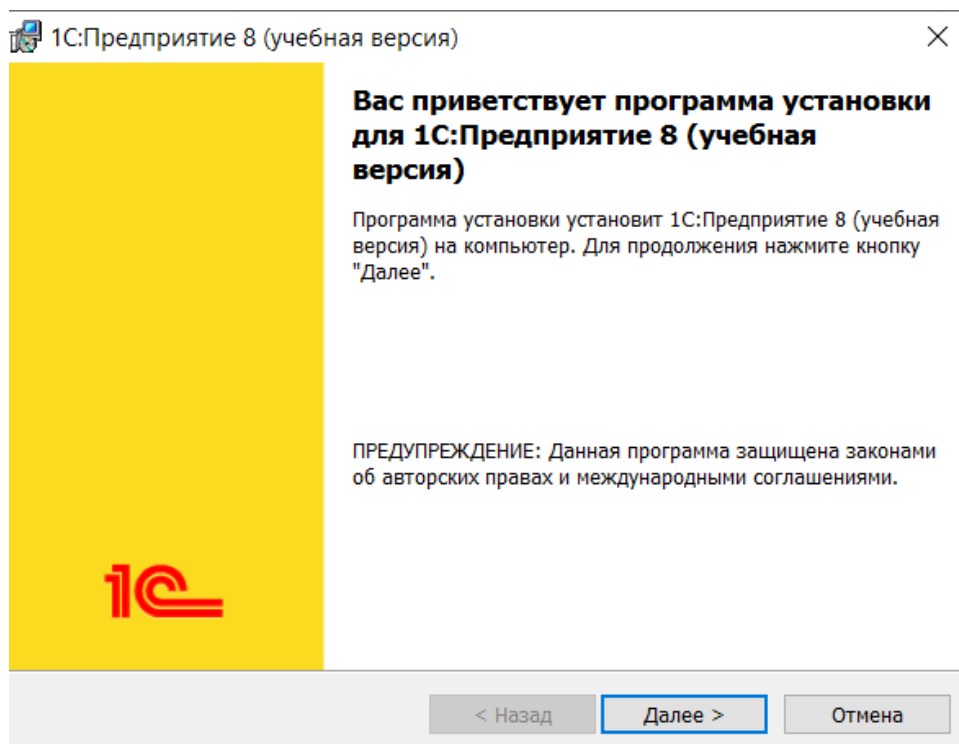 1С:Предприятие 8 (учебная версия)
Вас приветствует программа установки
для 1С:Предприятие 8 (учебная
версия)
Программа установки установит 1С:Предприятие 8 (учебная
версия) на компьютер. Для продолжения нажмите кнопку
"Далее".
ПРЕДУПРЕЖДЕНИЕ: Данная программа защищена законами
об авторских правах и международными соглашениями.
1С
< Назад
Далее >
Отмена